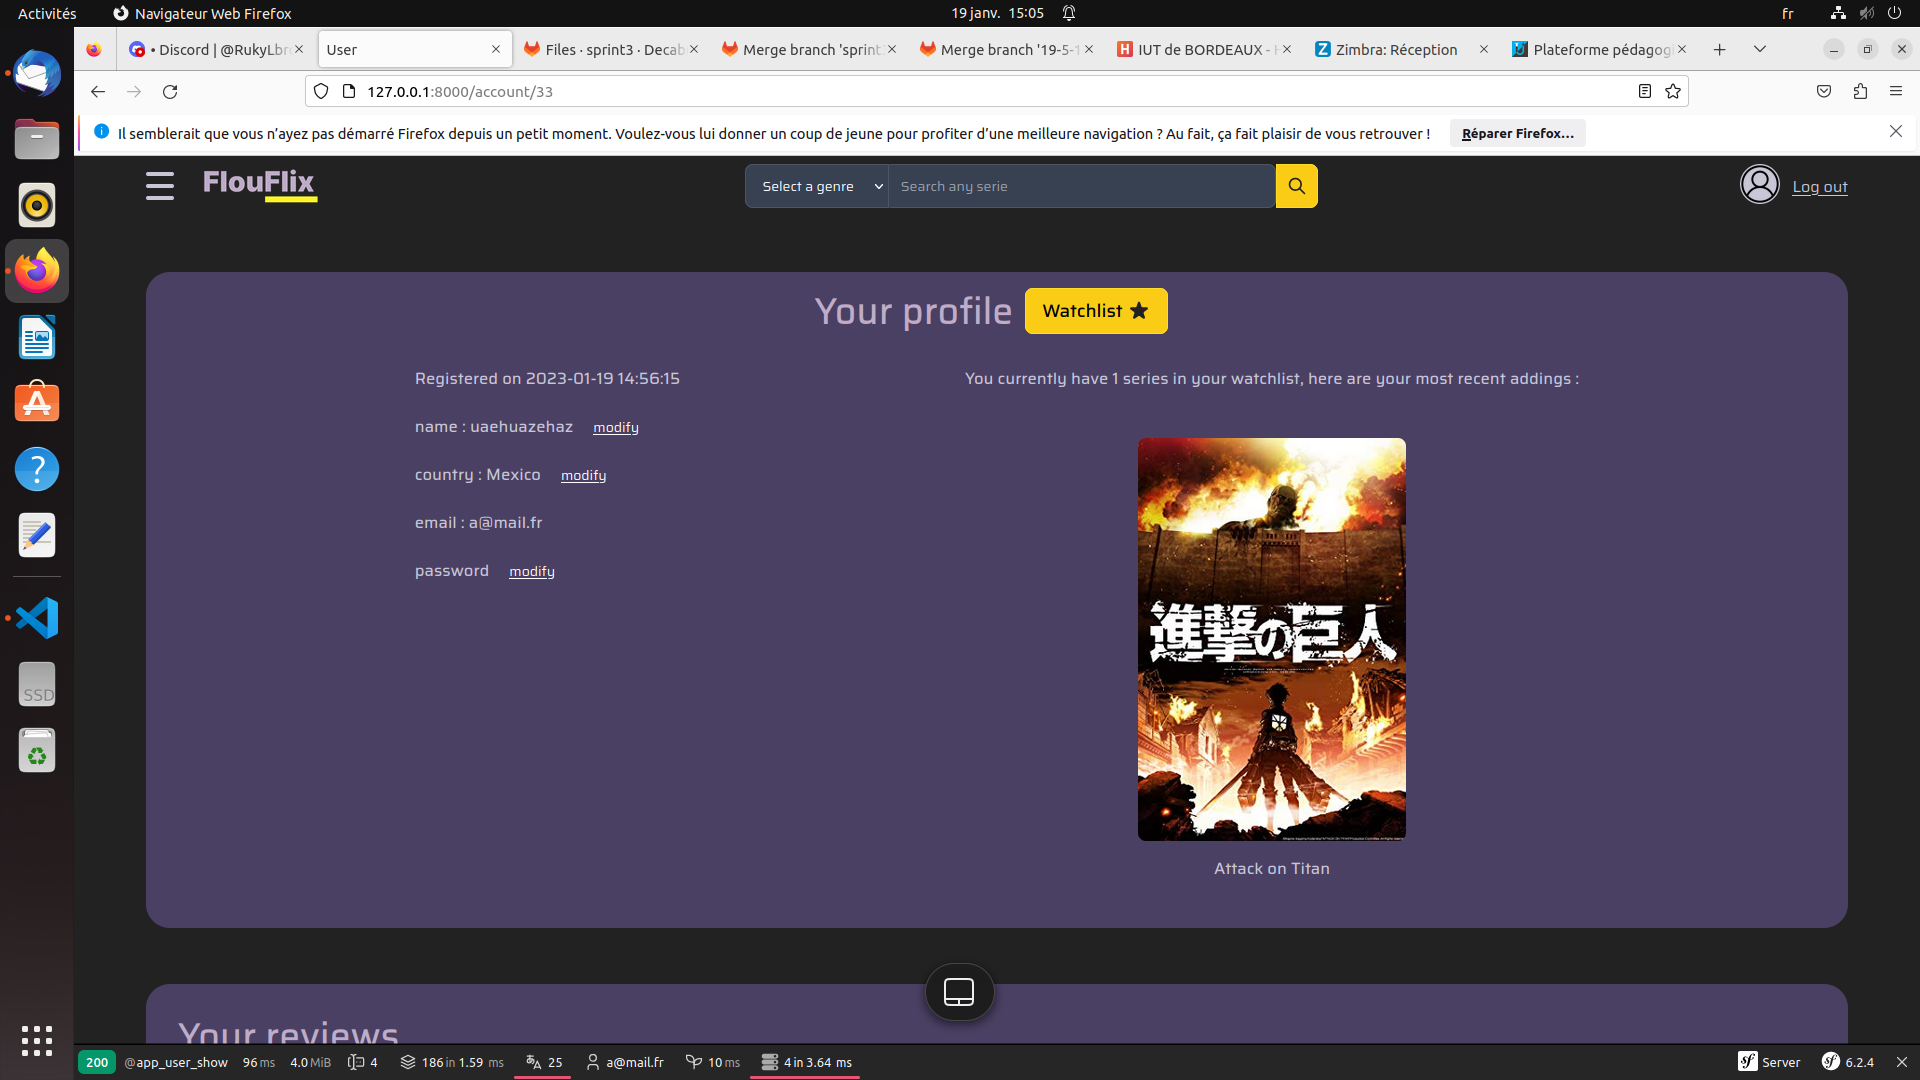 Activités
Navigateur Web Firefox
19 janv. 15:05
fr
• Discord | @RukyLbr
User
Files · sprint3 · Decab
Merge branch 'sprint
Merge branch '19-5-1
IUT de BORDEAUX -
Zimbra: Réception
Plateforme pédagogi
127.0.0.1:8000/account/33
Il semblerait que vous n’ayez pas démarré Firefox depuis un petit moment. Voulez-vous lui donner un coup de jeune pour profiter d’une meilleure navigation ? Au fait, ça fait plaisir de vous retrouver !
Réparer Firefox…
FlouFlix
Select a genre
Search any serie
Log out
Your profile
Watchlist
Registered on 2023-01-19 14:56:15
name : uaehuazehaz modify
country : Mexico modify
email : a@mail.fr
password modify
You currently have 1 series in your watchlist, here are your most recent addings :
進撃の巨人
Attack on Titan
Your reviews
SSD
200 @app_user_show 96 ms 4.0 MiB 4 186 in 1.59 ms 25 a@mail.fr 10 ms 4 in 3.64 ms
Server 6.2.4